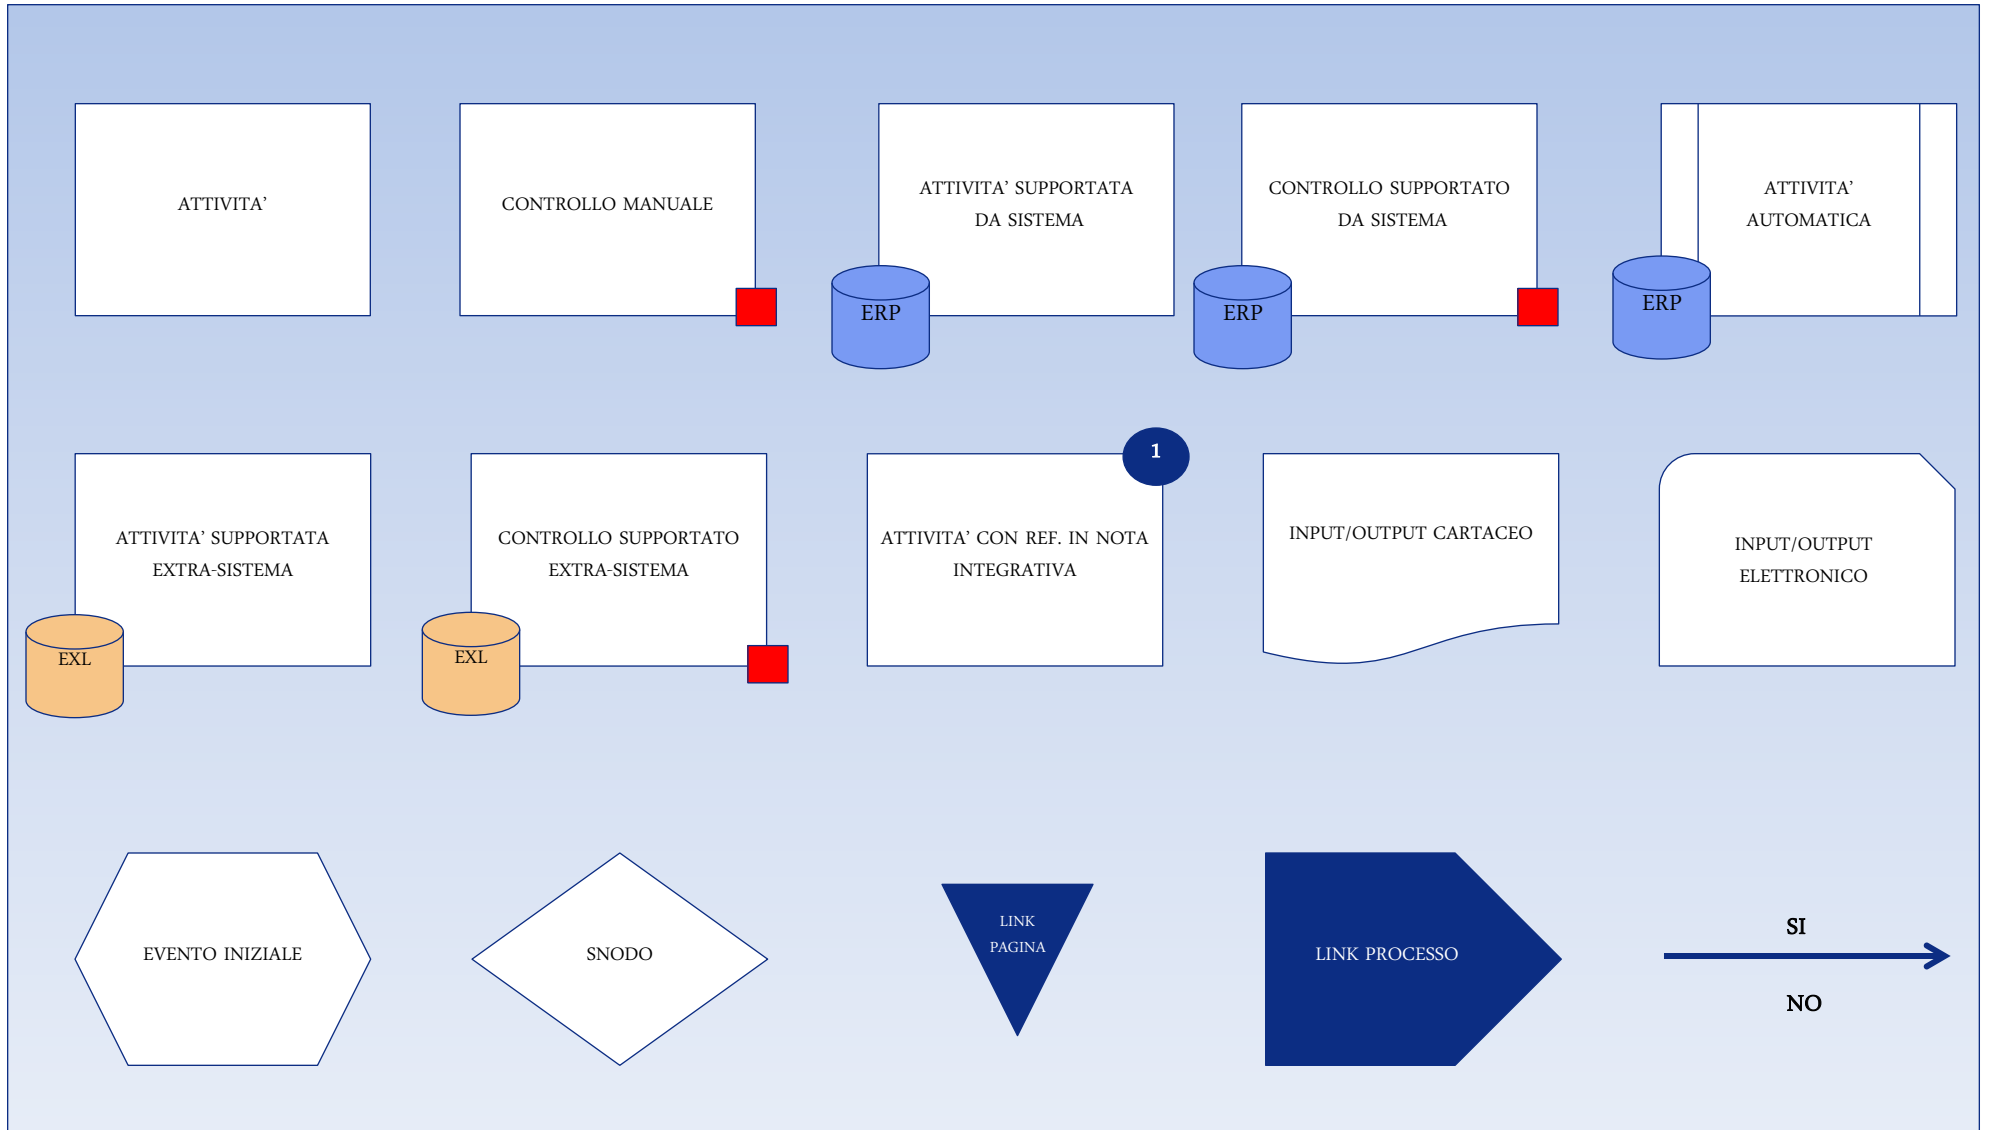 ATTIVITA’
CONTROLLO MANUALE
ATTIVITA’ SUPPORTATA
DA SISTEMA
ERP
CONTROLLO SUPPORTATO
DA SISTEMA
ERP
ATTIVITA’
AUTOMATICA
ERP
ATTIVITA’ SUPPORTATA
EXTRA-SISTEMA
EXL
CONTROLLO SUPPORTATO
EXTRA-SISTEMA
EXL
1
ATTIVITA’ CON REF. IN NOTA
INTEGRATIVA
INPUT/OUTPUT CARTACEO
INPUT/OUTPUT
ELETTRONICO
EVENTO INIZIALE
SNODO
LINK
PAGINA
LINK PROCESSO
SI
NO